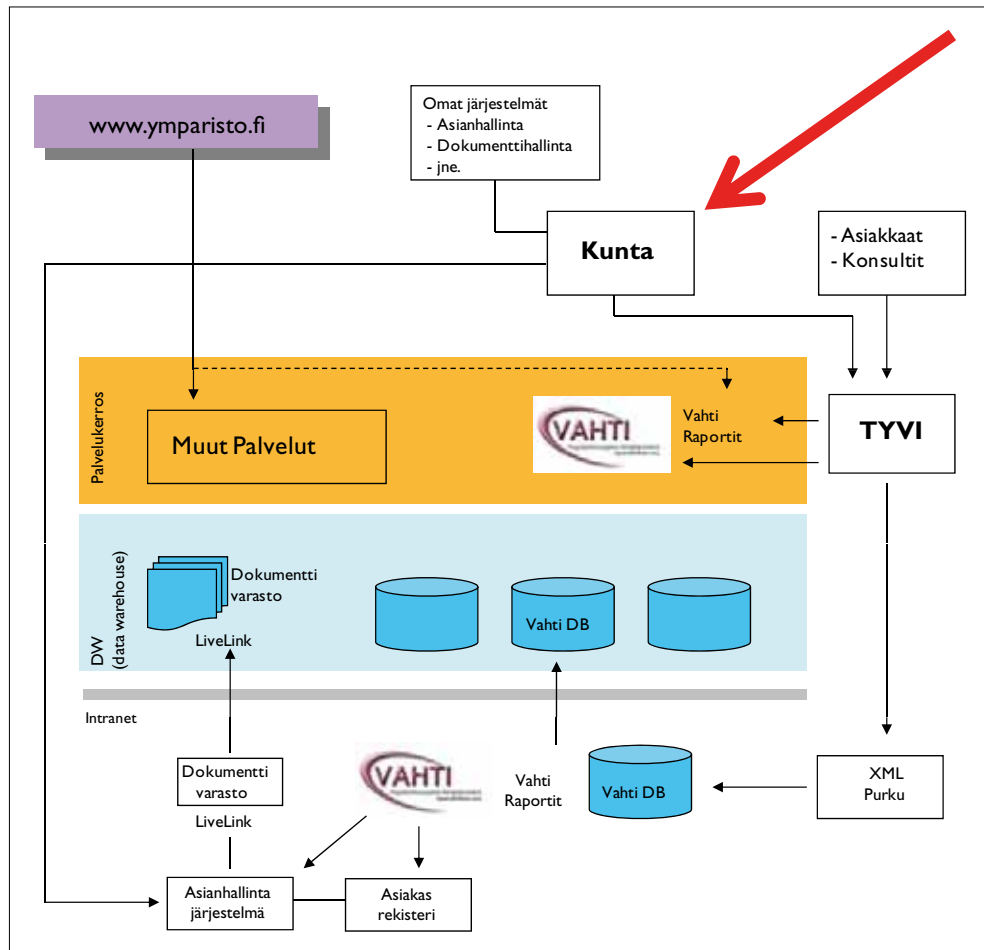 www.ymparisto.fi
Omat järjestelmät
- Asianhallinta
- Dokumenttihallinta
- jne.
Kunta
- Asiakkaat
- Konsultit
Palvelukerros
Muut Palvelut
VAHTI
Vahti
Raportit
TYVI
DW
(data warehouse)
Dokumentti
varasto
LiveLink
Vahti DB
Intranet
Dokumentti
varasto
LiveLink
VAHTI
Vahti
Raportit
Vahti DB
XML
Purku
Asianhallinta
järjestelmä
Asiakas
rekisteri